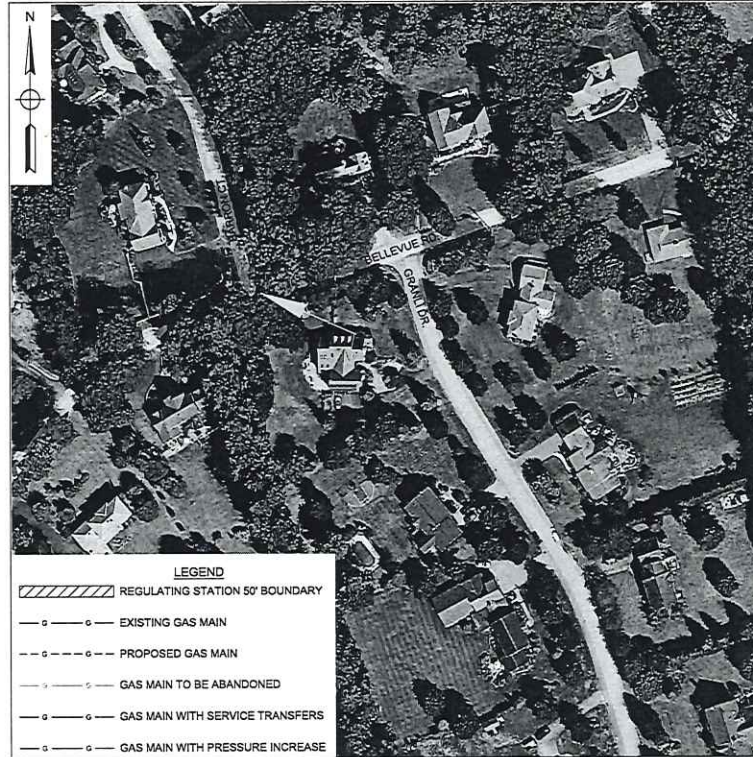 N
BELLEVUE RD.
GRANLI DR.
LEGEND
REGULATING STATION 50' BOUNDARY
G G EXISTING GAS MAIN
G G PROPOSED GAS MAIN
G G GAS MAIN TO BE ABANDONED
G G GAS MAIN WITH SERVICE TRANSFERS
G G GAS MAIN WITH PRESSURE INCREASE